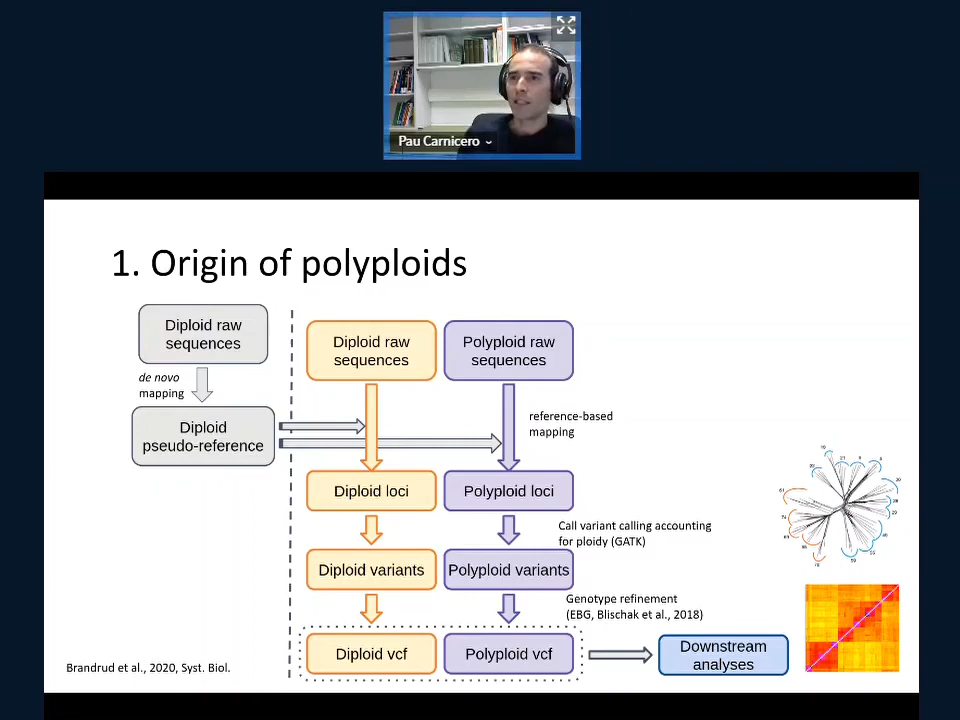 Pau Carnicero
1. Origin of polyploids
Diploid raw
sequences
de novo
mapping
Diploid
pseudo-reference
Diploid raw
sequences
Polyploid raw
sequences
reference-based
mapping
Diploid loci
Polyploid loci
Call variant calling accounting
for ploidy (GATK)
Diploid variants
Polyploid variants
Genotype refinement
(EBG, Blischak et al., 2018)
Diploid vcf
Polyploid vcf
Downstream
analyses
Brandrud et al., 2020, Syst. Biol.